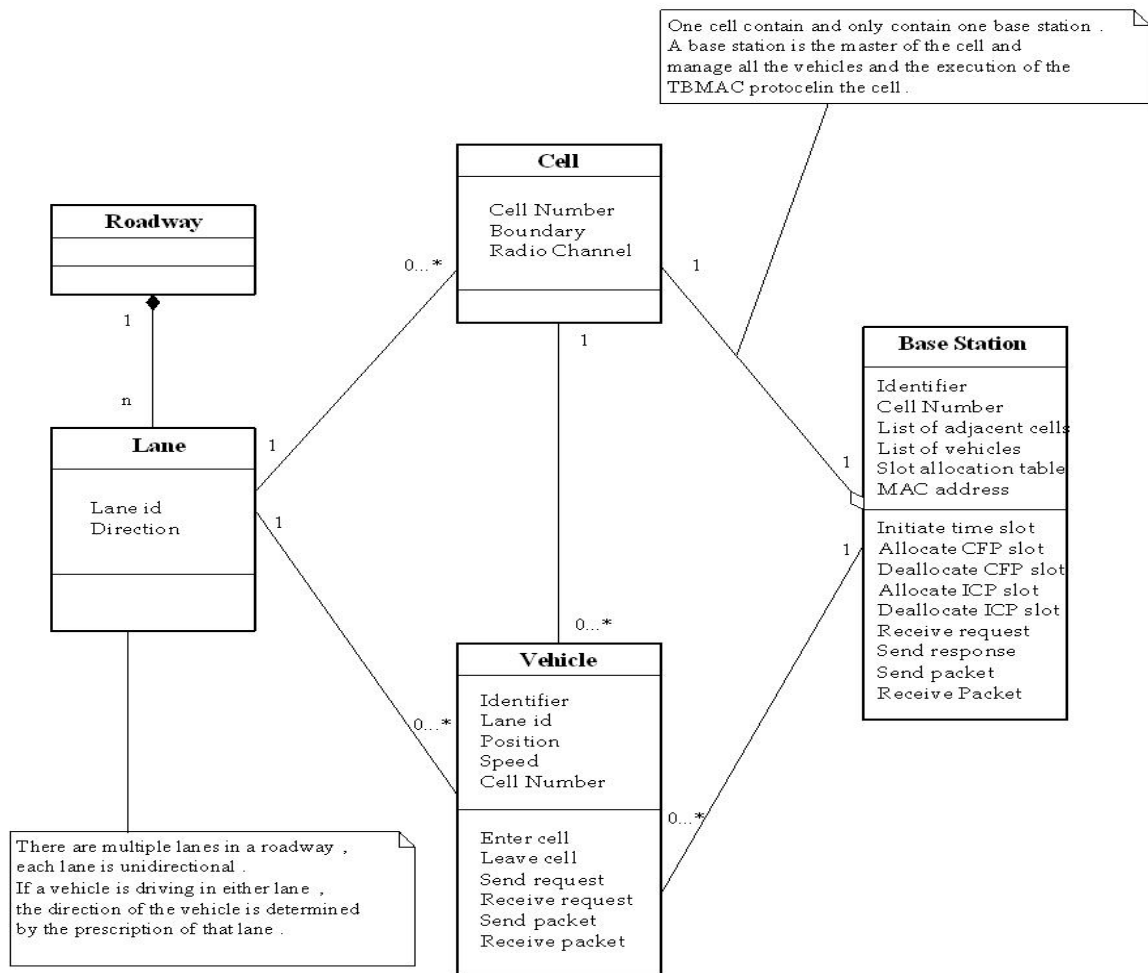 One cell contain and only contain one base station .
A base station is the master of the cell and
manage all the vehicles and the execution of the
TBMAC protocelin the cell .
Cell
Cell Number
Boundary
Radio Channel
Roadway
0...*
1
1
1
n
Base Station
Identifier
Cell Number
List of adjacent cells
List of vehicles
Slot allocation table
MAC address
Initiate time slot
Allocate CFP slot
Deallocate CFP slot
Allocate ICP slot
Deallocate ICP slot
Receive request
Send response
Send packet
Receive Packet
Lane
Lane id
Direction
1
1
1
1
0...*
0...*
0...*
Vehicle
Identifier
Lane id
Position
Speed
Cell Number
Enter cell
Leave cell
Send request
Receive request
Send packet
Receive packet
There are multiple lanes in a roadway ,
each lane is unidirectional .
If a vehicle is driving in either lane ,
the direction of the vehicle is determined
by the prescription of that lane .